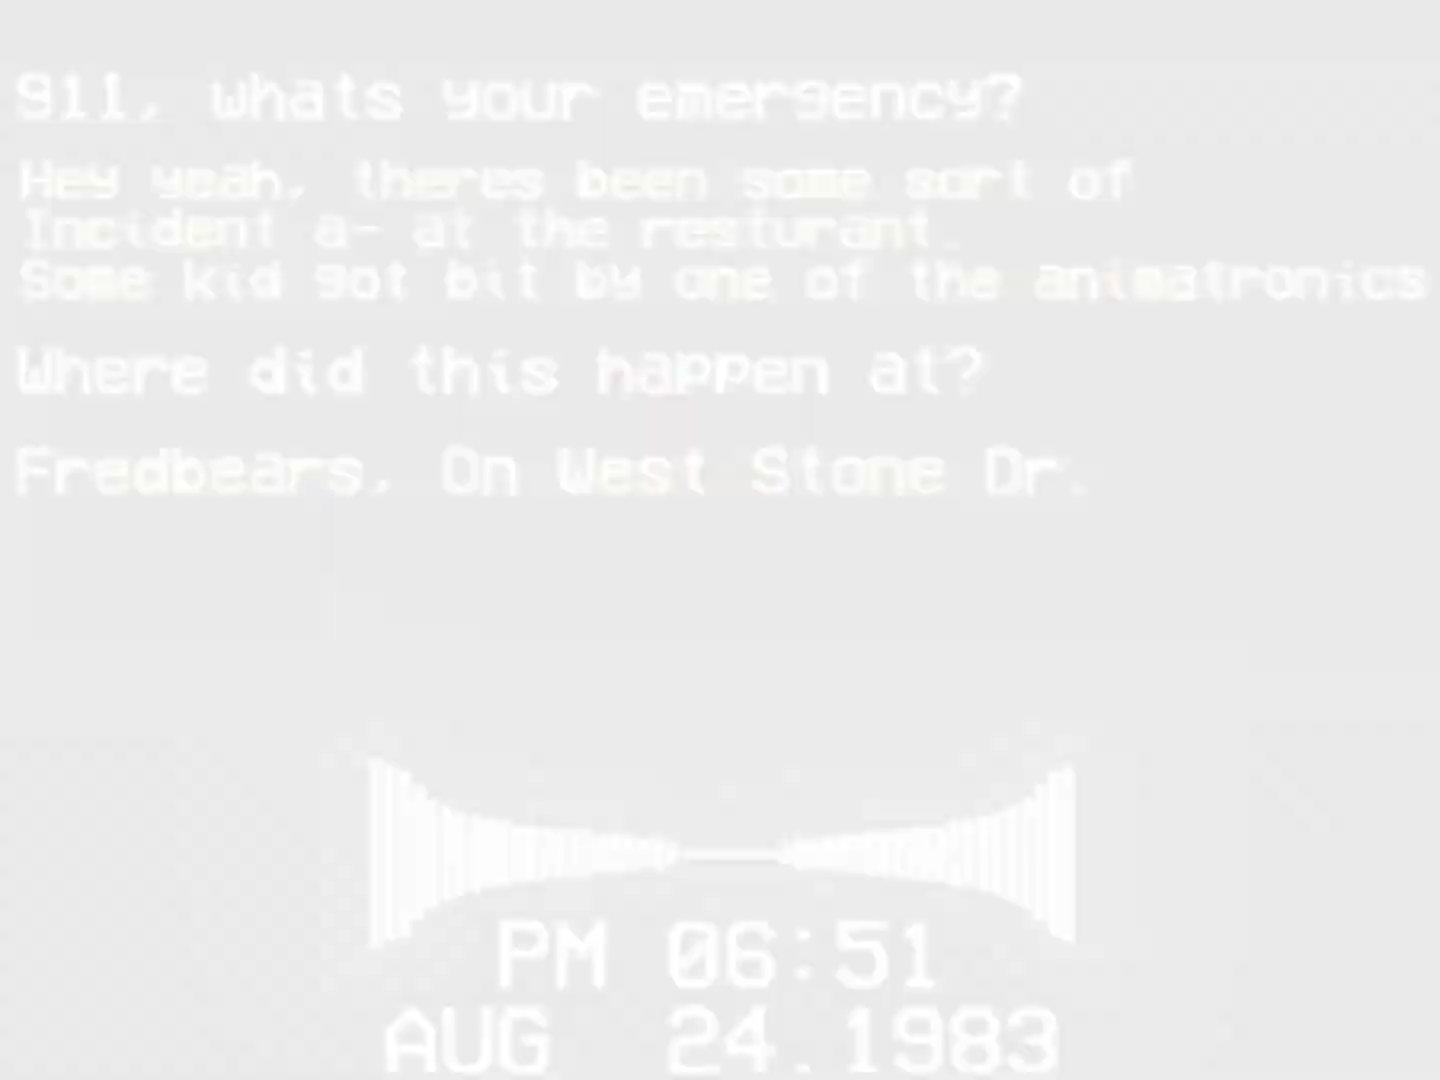 911, whats your emergency?
Hey yeah, theres been some sort of
Incident a- at the resturant.
Some kid got bit by one of the animatronics
Where did this happen at?
Fredbears, On West Stone Dr.
PM 06:51
AUG 24.1983